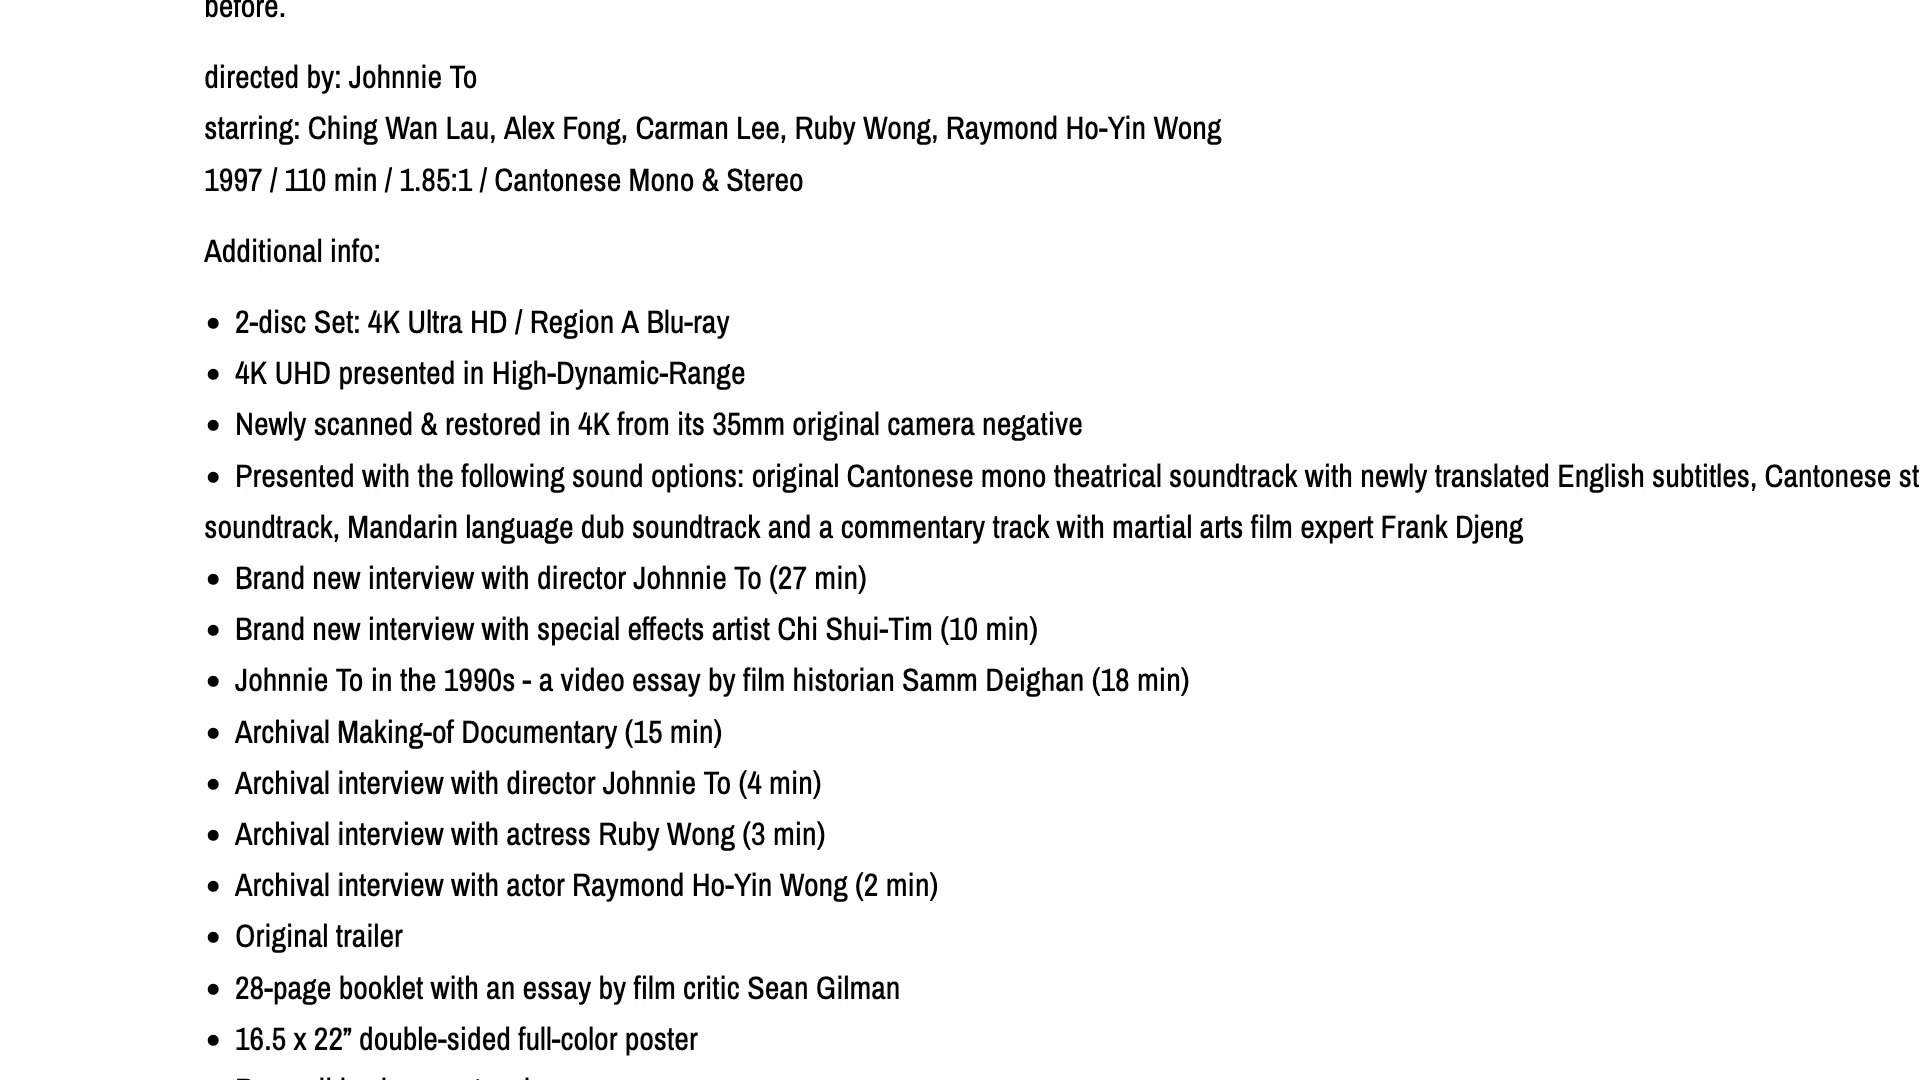 before.
directed by: Johnnie To
starring: Ching Wan Lau, Alex Fong, Carman Lee, Ruby Wong, Raymond Ho-Yin Wong
1997 / 110 min / 1.85:1 / Cantonese Mono & Stereo
Additional info:
• 2-disc Set: 4K Ultra HD / Region A Blu-ray
• 4K UHD presented in High-Dynamic-Range
• Newly scanned & restored in 4K from its 35mm original camera negative
• Presented with the following sound options: original Cantonese mono theatrical soundtrack with newly translated English subtitles, Cantonese st
soundtrack, Mandarin language dub soundtrack and a commentary track with martial arts film expert Frank Djeng
• Brand new interview with director Johnnie To (27 min)
• Brand new interview with special effects artist Chi Shui-Tim (10 min)
• Johnnie To in the 1990s - a video essay by film historian Samm Deighan (18 min)
• Archival Making-of Documentary (15 min)
• Archival interview with director Johnnie To (4 min)
• Archival interview with actress Ruby Wong (3 min)
• Archival interview with actor Raymond Ho-Yin Wong (2 min)
• Original trailer
• 28-page booklet with an essay by film critic Sean Gilman
• 16.5 x 22” double-sided full-color poster